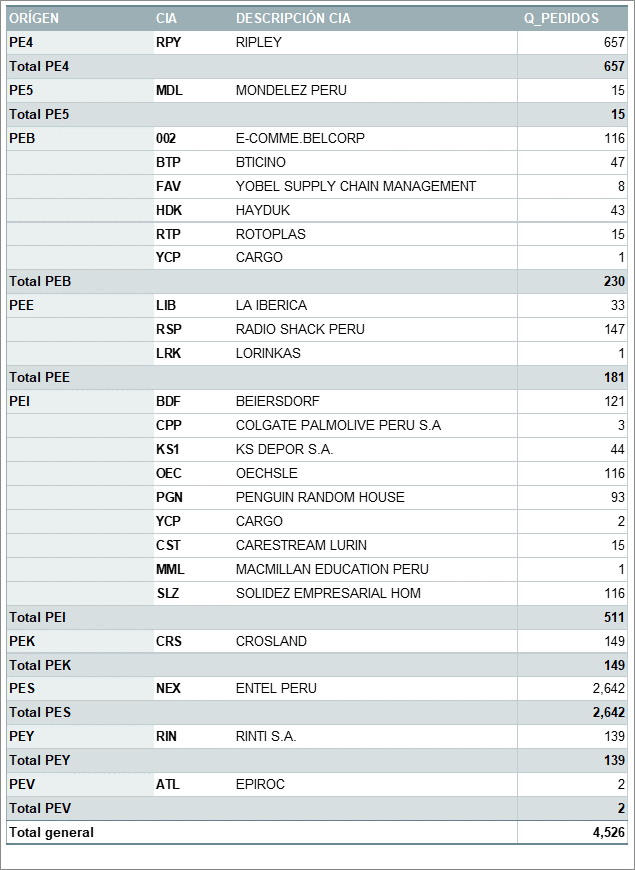 ORÍGEN CIA DESCRIPCIÓN CIA Q_PEDIDOS
PE4 RPY RIPLEY 657
Total PE4 657
PE5 MDL MONDELEZ PERU 15
Total PE5 15
PEB 002 E-COMME.BELCORP 116
BTP BTICINO 47
FAV YOBEL SUPPLY CHAIN MANAGEMENT 8
HDK HAYDUK 43
RTP ROTOPLAS 15
YCP CARGO 1
Total PEB 230
PEE LIB LA IBERICA 33
RSP RADIO SHACK PERU 147
LRK LORINKAS 1
Total PEE 181
PEI BDF BEIERSDORF 121
CPP COLGATE PALMOLIVE PERU S.A 3
KS1 KS DEPOR S.A. 44
OEC OECHSLE 116
PGN PENGUIN RANDOM HOUSE 93
YCP CARGO 2
CST CARESTREAM LURIN 15
MML MACMILLAN EDUCATION PERU 1
SLZ SOLIDEZ EMPRESARIAL HOM 116
Total PEI 511
PEK CRS CROSLAND 149
Total PEK 149
PES NEX ENTEL PERU 2,642
Total PES 2,642
PEY RIN RINTI S.A. 139
Total PEY 139
PEV ATL EPIROC 2
Total PEV 2
Total general 4,526